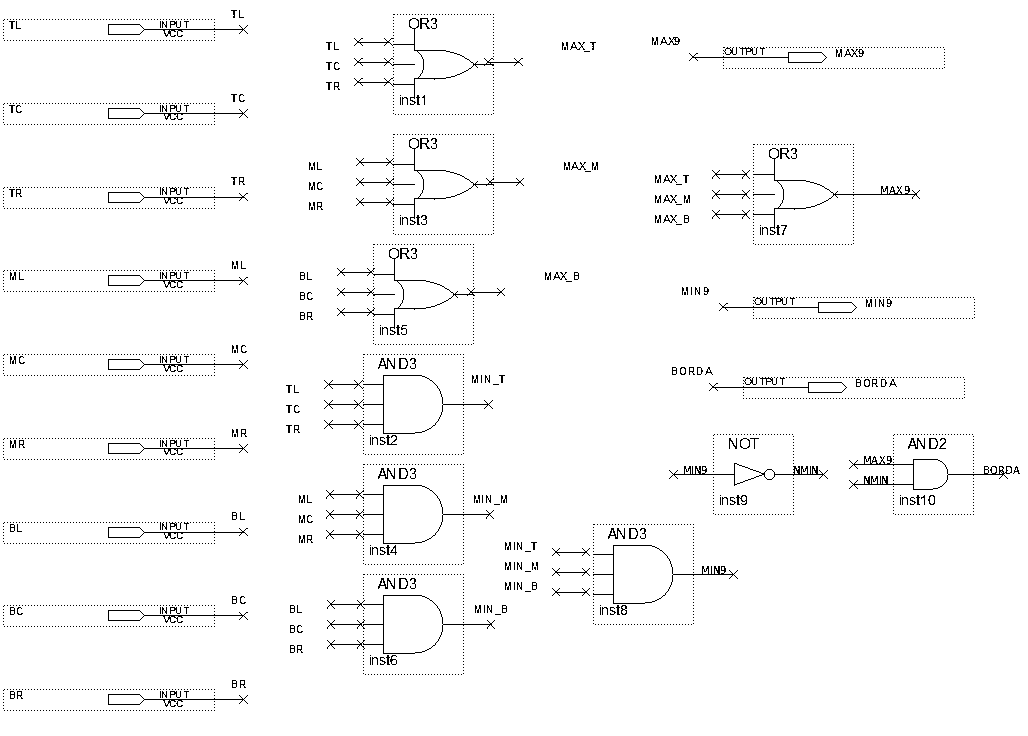 TL INPUT VCC TL
TC INPUT VCC TC
TR INPUT VCC TR
ML INPUT VCC ML
MC INPUT VCC MC
MR INPUT VCC MR
BL INPUT VCC BL
BC INPUT VCC BC
BR INPUT VCC BR
OR3
TL
TC
TR
inst1
MAX_T
OR3
ML
MC
MR
inst3
MAX_M
OR3
BL
BC
BR
inst5
MAX_B
AND3
TL
TC
TR
inst2
MIN_T
AND3
ML
MC
MR
inst4
MIN_M
AND3
BL
BC
BR
inst6
MIN_B
MAX9 OUTPUT MAX9
OR3
MAX_T
MAX_M
MAX_B
inst7
MAX9
MIN9 OUTPUT MIN9
BORDA OUTPUT BORDA
NOT
MIN9 NMIN
inst9
AND2
MAX9
NMIN
BORDA
inst10
AND3
MIN_T
MIN_M
MIN_B
MIN9
inst8